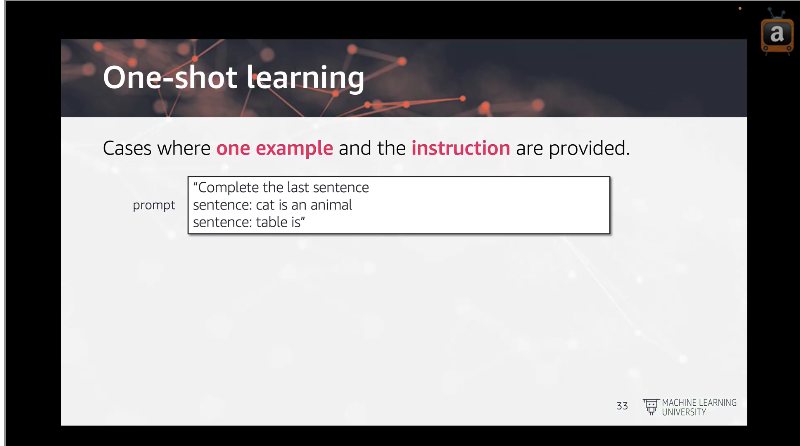 One-shot learning
Cases where one example and the instruction are provided.
prompt
"Complete the last sentence
sentence: cat is an animal
sentence: table is"
33
MACHINE LEARNING
UNIVERSITY
a